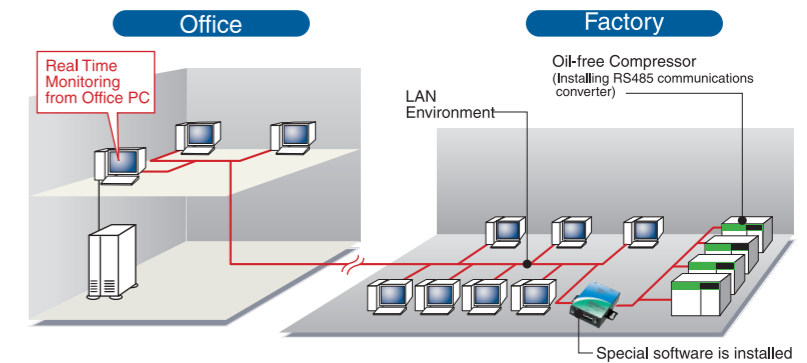 Office
Factory
Real Time
Monitoring
from Office PC
Oil-free Compressor
(Installing RS485 communications
converter)
LAN
Environment
Special software is installed